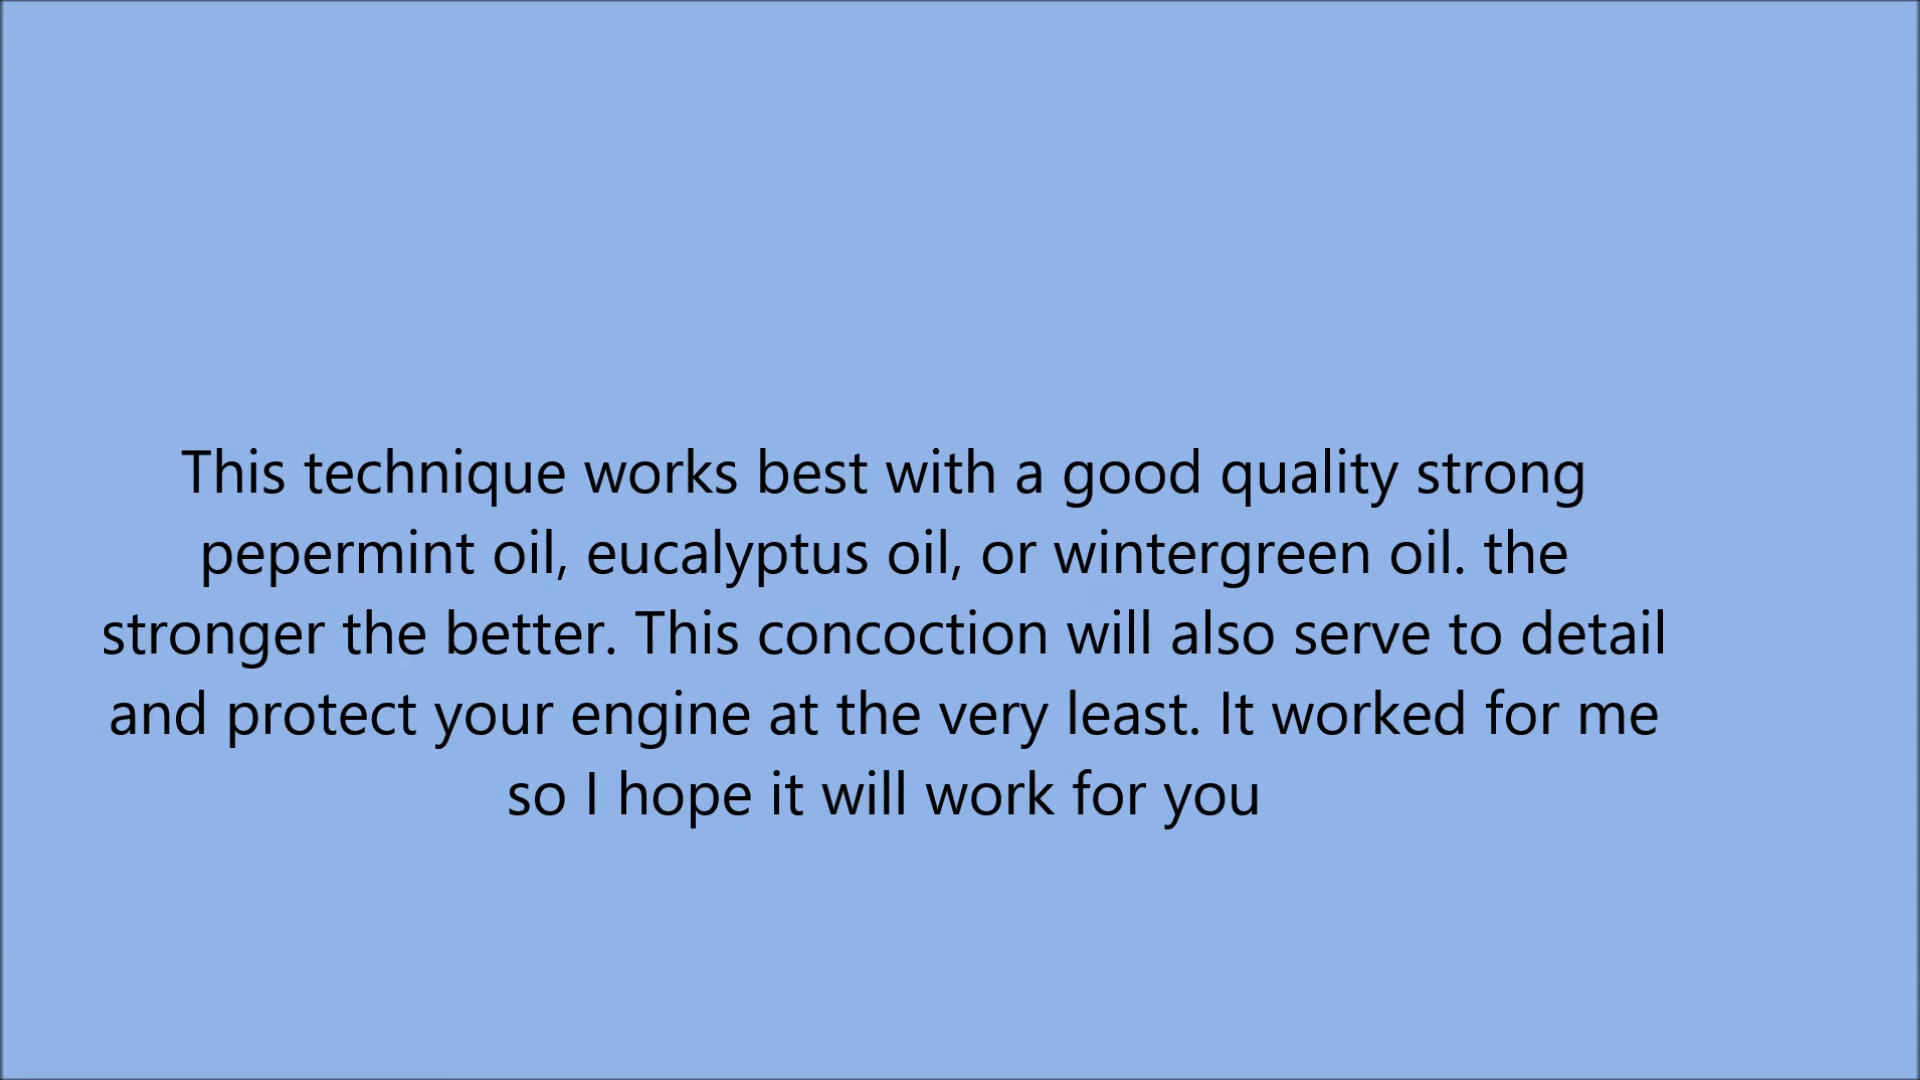 This technique works best with a good quality strong
pepermint oil, eucalyptus oil, or wintergreen oil. the
stronger the better. This concoction will also serve to detail
and protect your engine at the very least. It worked for me
so I hope it will work for you